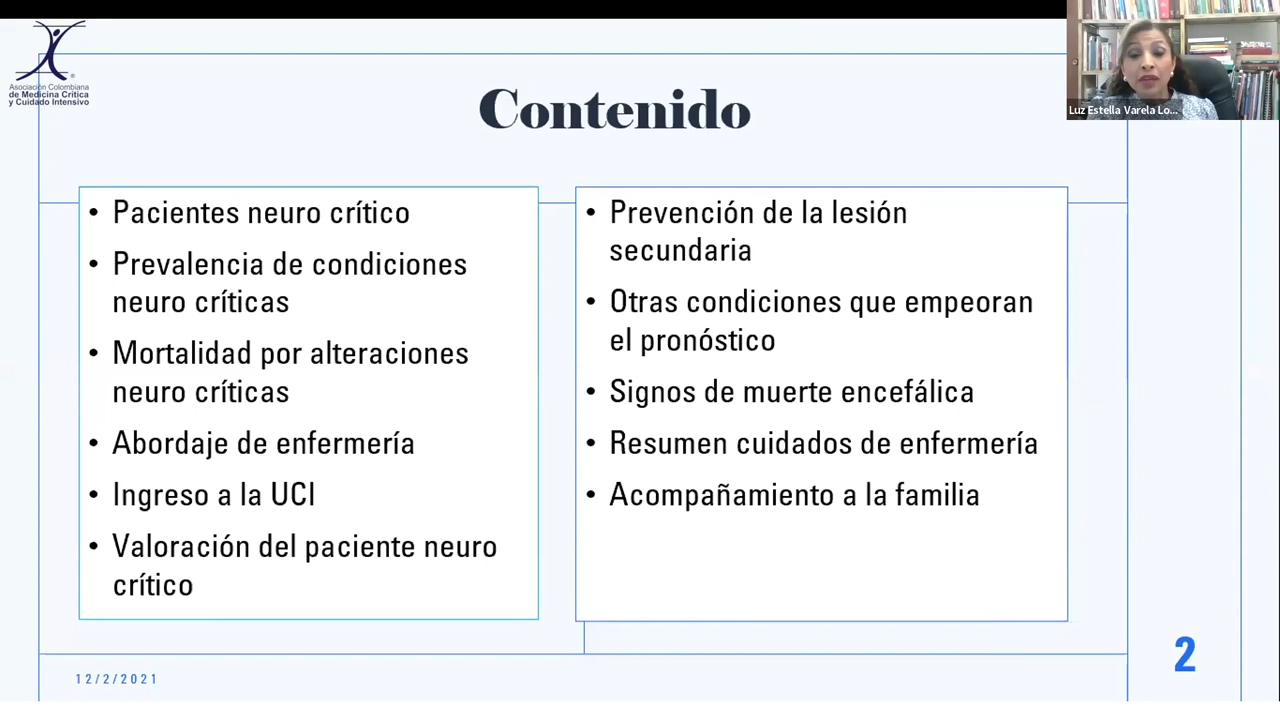 Asociación Colombiana
de Medicina Crítica
y Cuidado Intensivo
Luz Estella Varela Lo...
Contenido
• Pacientes neuro crítico
• Prevalencia de condiciones
neuro críticas
• Mortalidad por alteraciones
neuro críticas
• Abordaje de enfermería
• Ingreso a la UCI
• Valoración del paciente neuro
crítico
• Prevención de la lesión
secundaria
• Otras condiciones que empeoran
el pronóstico
• Signos de muerte encefálica
• Resumen cuidados de enfermería
• Acompañamiento a la familia
12/2/2021
2